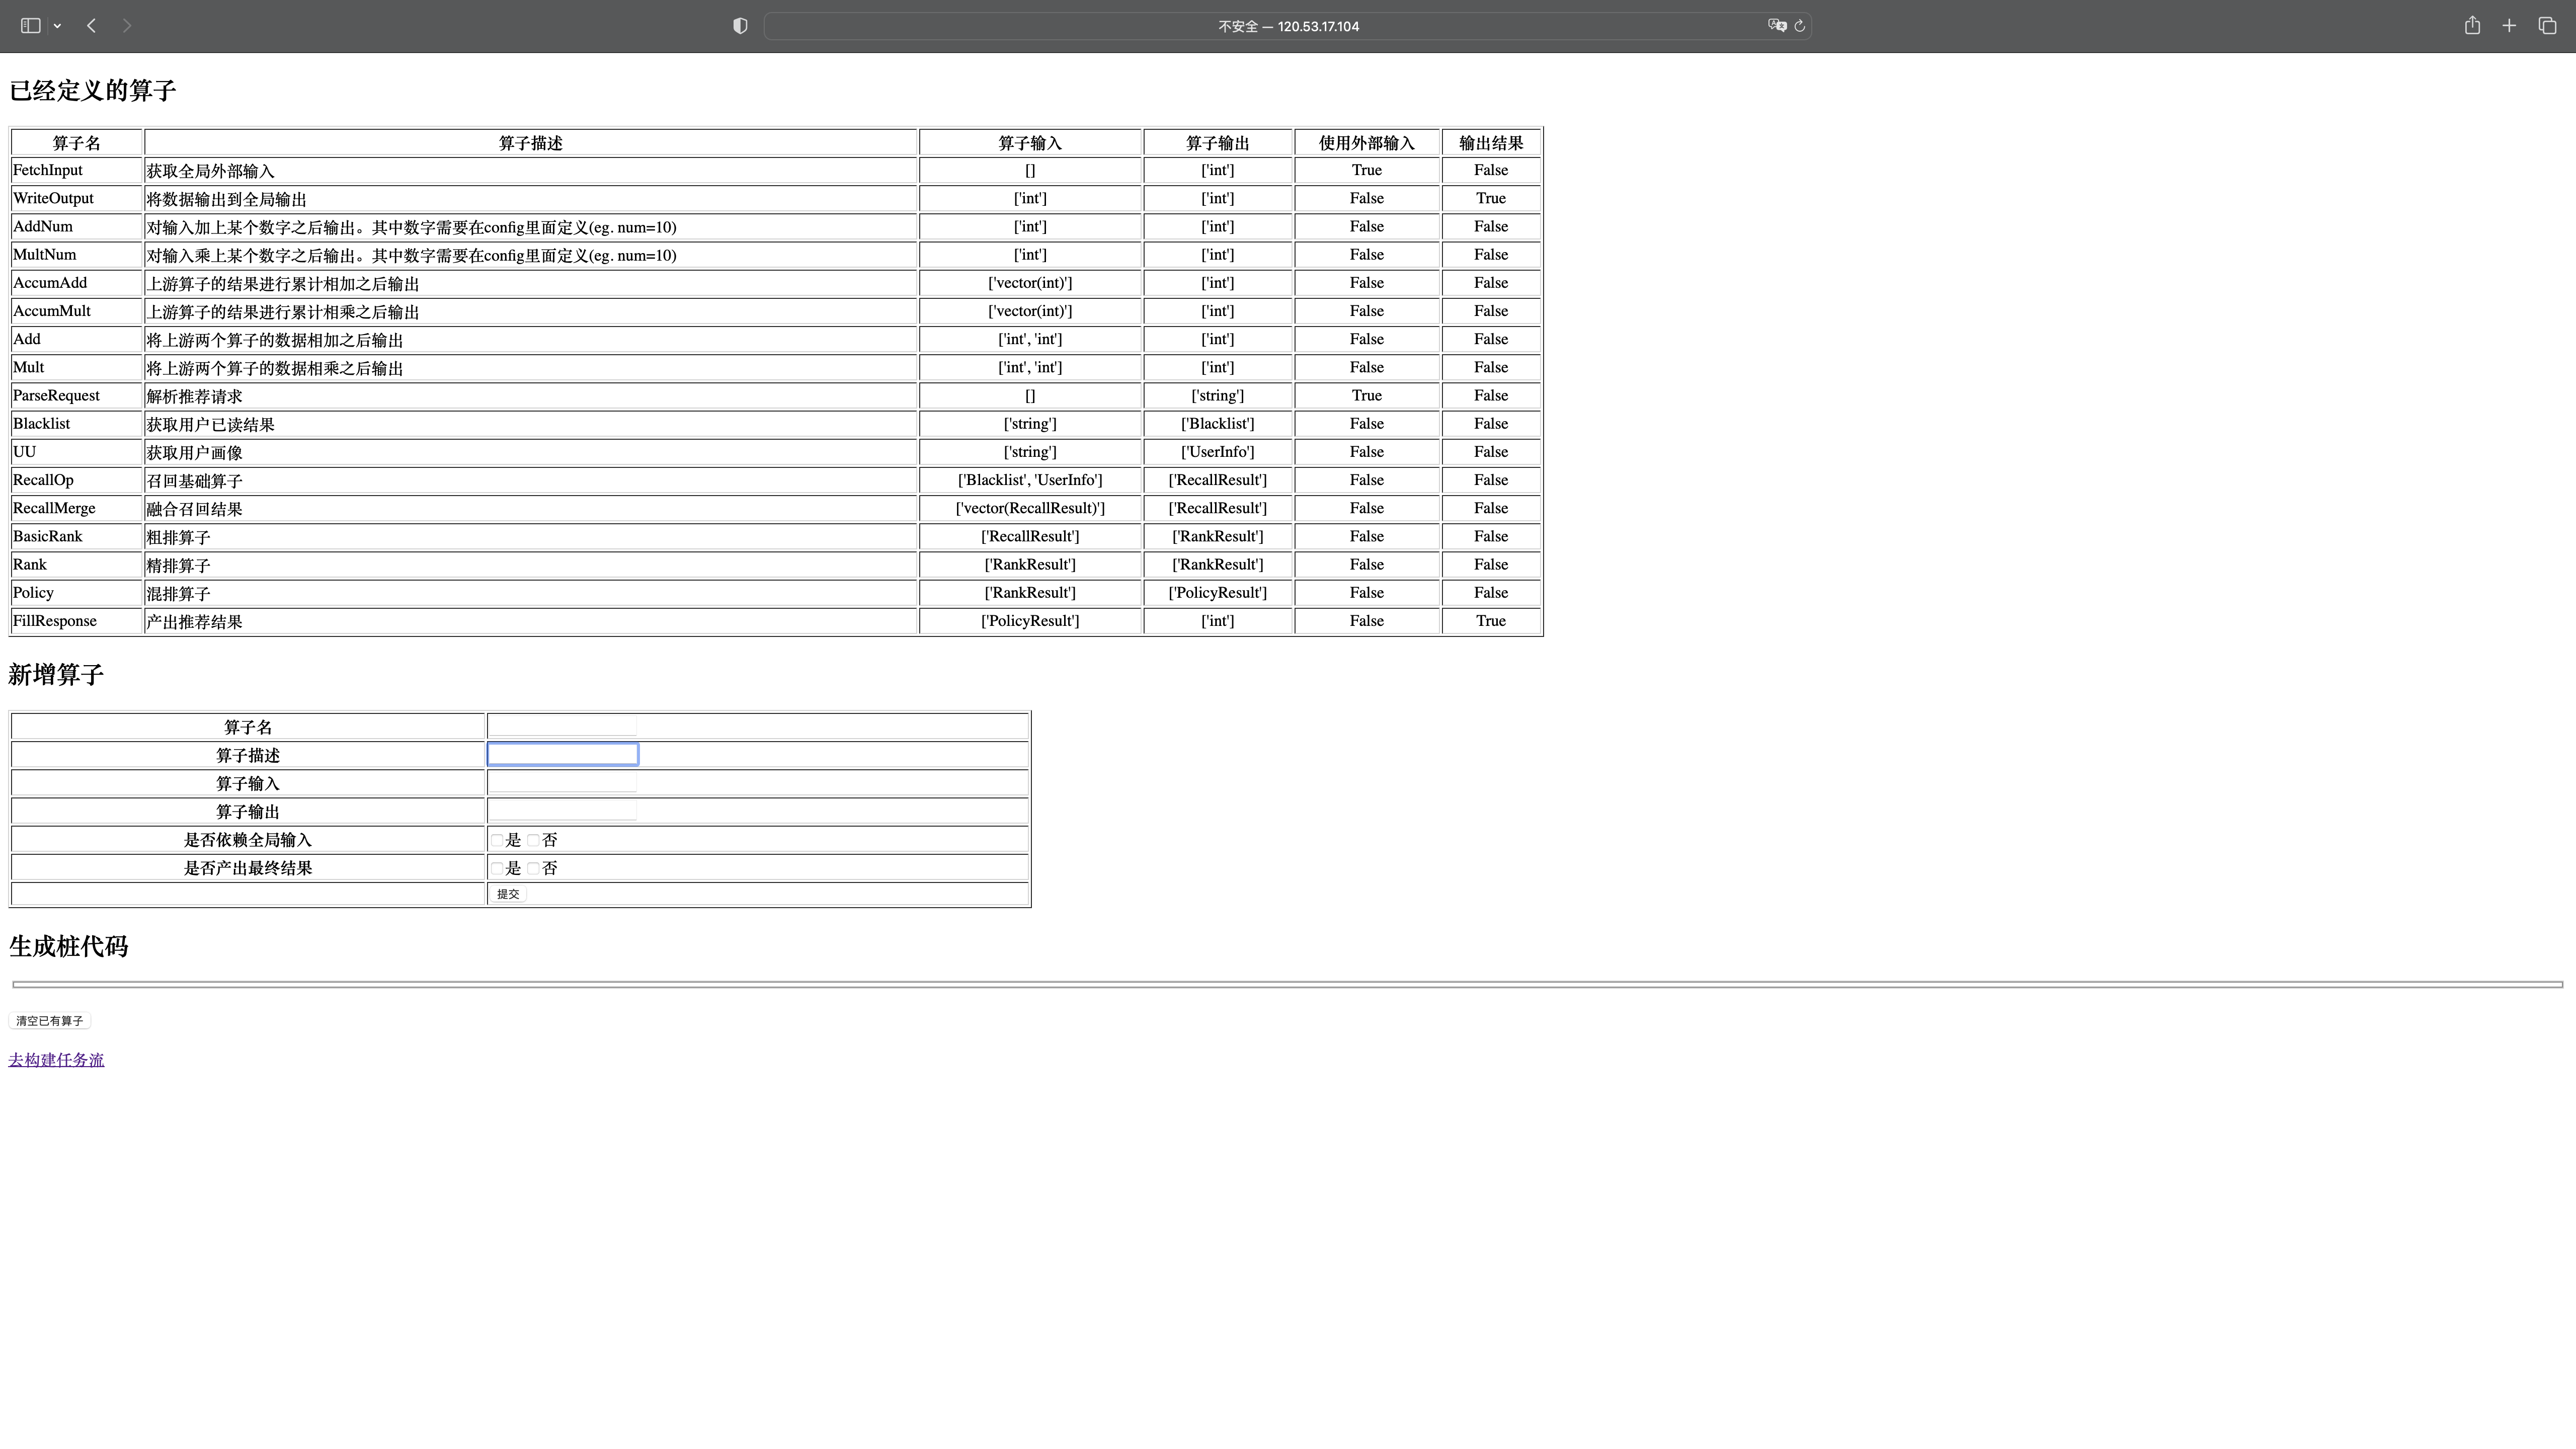 不安全 — 120.53.17.104
已经定义的算子
算子名 算子描述 算子输入 算子输出 使用外部输入 输出结果
FetchInput 获取全局外部输入 [] ['int'] True False
WriteOutput 将数据输出到全局输出 ['int'] ['int'] False True
AddNum 对输入加上某个数字之后输出。其中数字需要在config里面定义(eg. num=10) ['int'] ['int'] False False
MultNum 对输入乘上某个数字之后输出。其中数字需要在config里面定义(eg. num=10) ['int'] ['int'] False False
AccumAdd 上游算子的结果进行累计相加之后输出 ['vector(int)'] ['int'] False False
AccumMult 上游算子的结果进行累计相乘之后输出 ['vector(int)'] ['int'] False False
Add 将上游两个算子的数据相加之后输出 ['int', 'int'] ['int'] False False
Mult 将上游两个算子的数据相乘之后输出 ['int', 'int'] ['int'] False False
ParseRequest 解析推荐请求 [] ['string'] True False
Blacklist 获取用户已读结果 ['string'] ['Blacklist'] False False
UU 获取用户画像 ['string'] ['UserInfo'] False False
RecallOp 召回基础算子 ['Blacklist', 'UserInfo'] ['RecallResult'] False False
RecallMerge 融合召回结果 ['vector(RecallResult)'] ['RecallResult'] False False
BasicRank 粗排算子 ['RecallResult'] ['RankResult'] False False
Rank 精排算子 ['RankResult'] ['RankResult'] False False
Policy 混排算子 ['RankResult'] ['PolicyResult'] False False
FillResponse 产出推荐结果 ['PolicyResult'] ['int'] False True
新增算子
算子名
算子描述
算子输入
算子输出
是否依赖全局输入 是 否
是否产出最终结果 是 否
提交
生成桩代码
清空已有算子
去构建任务流